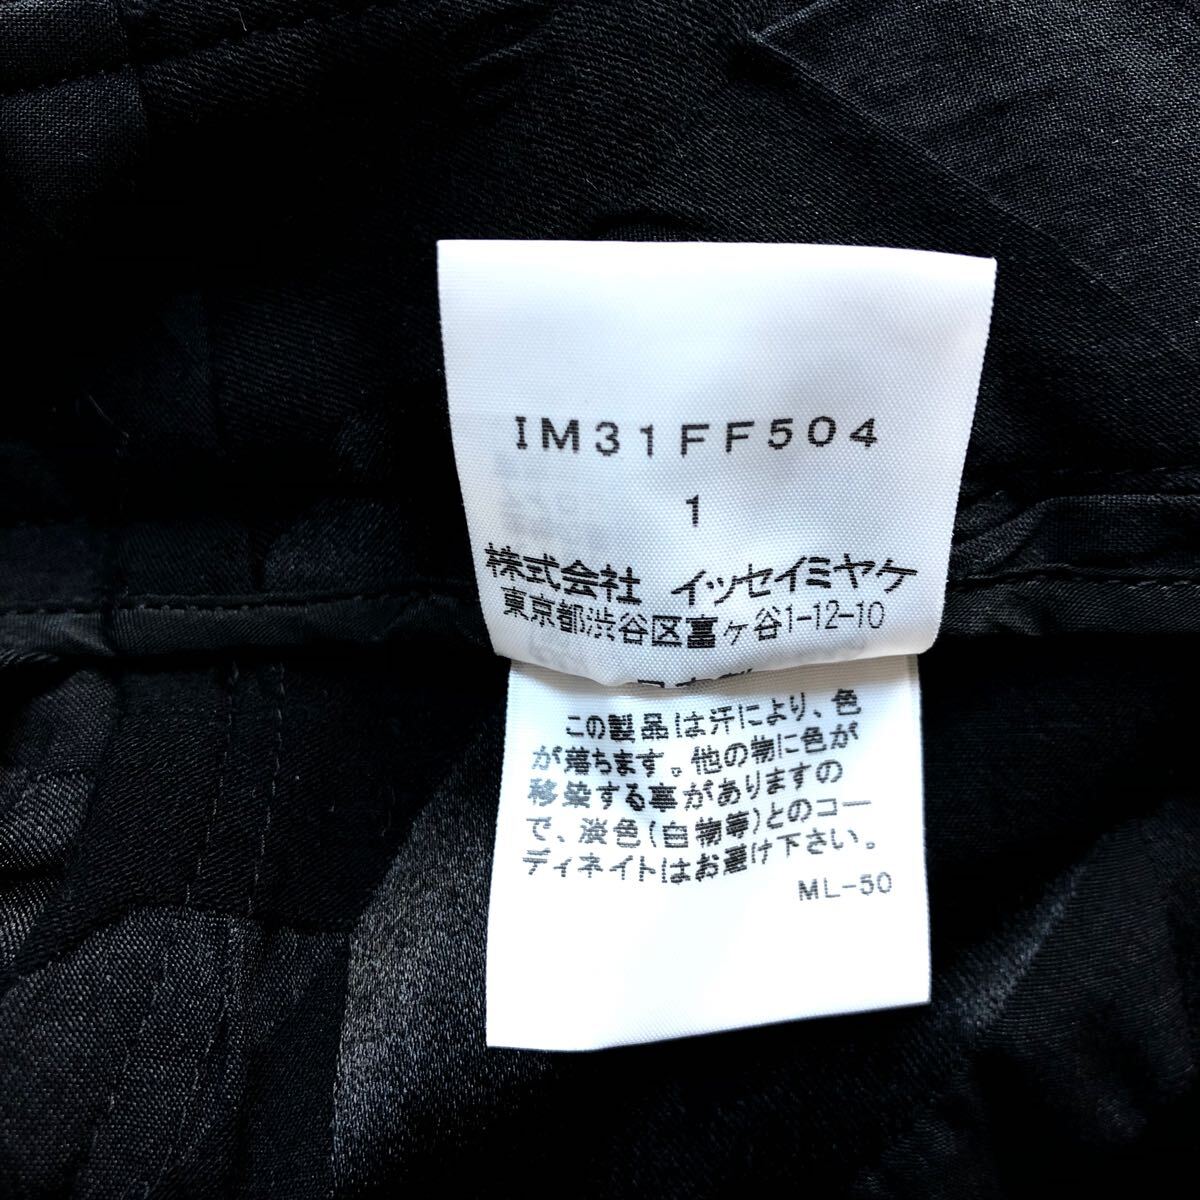 IM31FF504
1
株式会社 イッセイミヤケ
東京都渋谷区富ヶ谷1-12-10
この製品は汗により、色
が落ちます。他の物に色が
移染する事がありますの
で、淡色(白物等)とのコー
ディネイトはお避け下さい。
ML-50